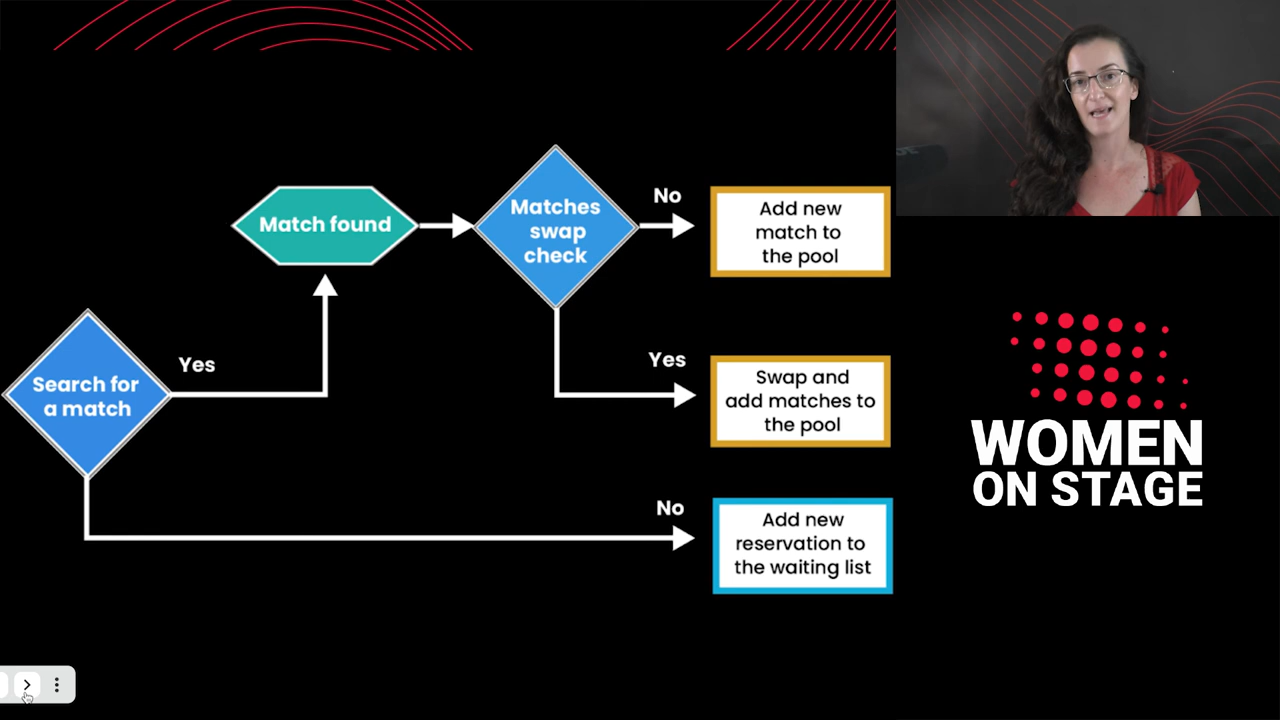 Match found
Matches
swap
check
No
Add new
match to
the pool
Search for
a match
Yes
Yes
Swap and
add matches to
the pool
No
Add new
reservation to
the waiting list
WOMEN
ON STAGE